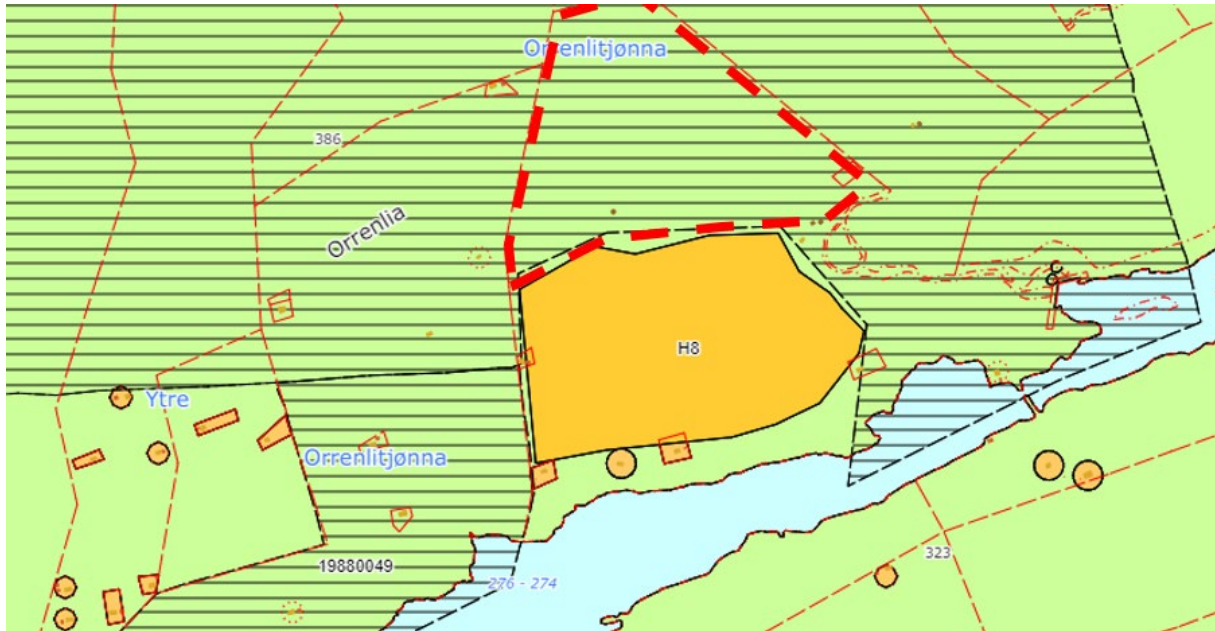 Orrenlitjønna
386
Orrenlia
H8
Ytre
Orrenlitjønna
323
19880049
276 - 274